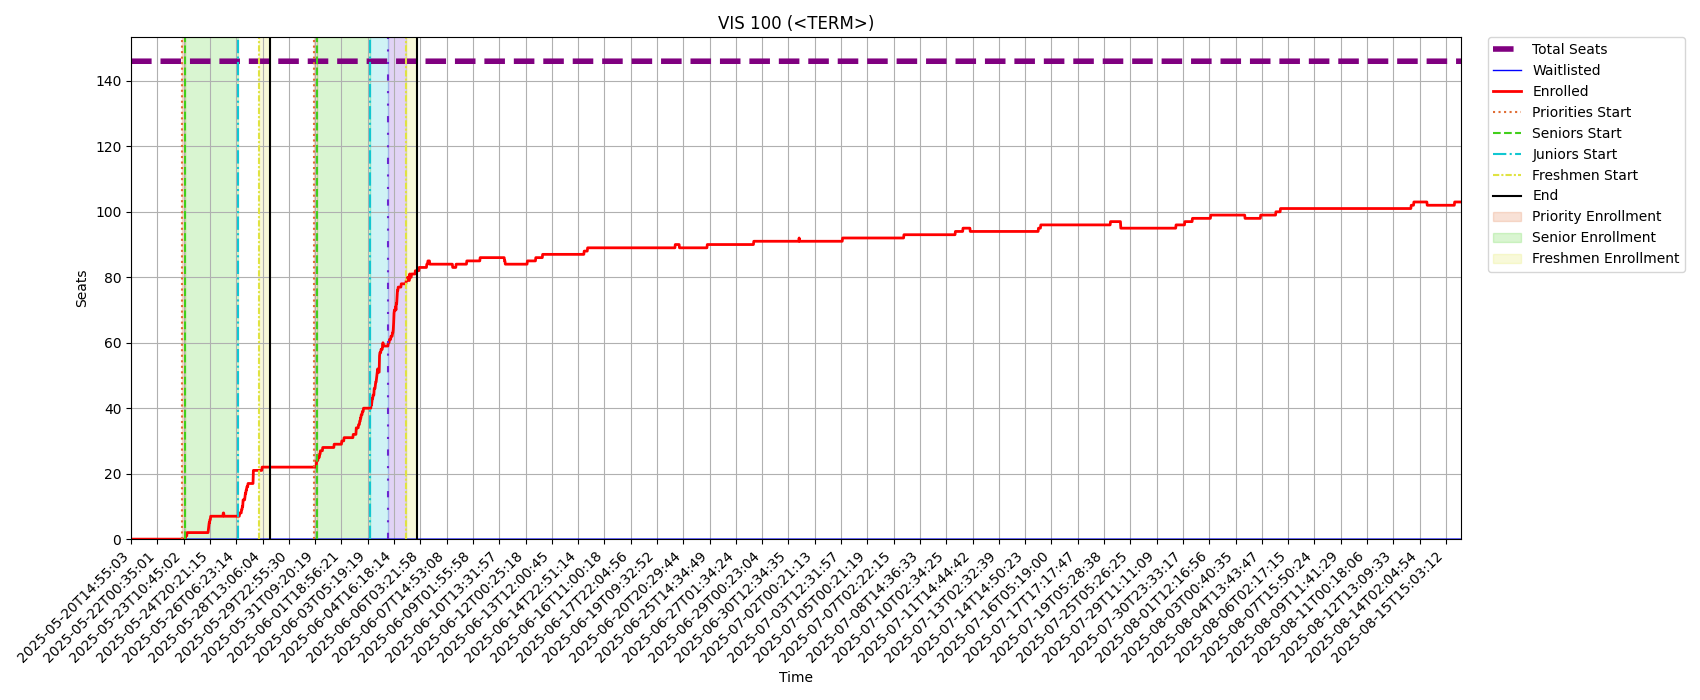 VIS 100 (<TERM>)
Total Seats
Waitlisted
Enrolled
Priorities Start
Seniors Start
Juniors Start
Freshmen Start
End
Priority Enrollment
Senior Enrollment
Freshmen Enrollment
Seats
140
120
100
80
60
40
20
0
2025-05-20T14:55:03
2025-05-22T00:35:01
2025-05-23T10:45:02
2025-05-24T20:21:15
2025-05-26T06:23:14
2025-05-28T13:06:04
2025-05-29T22:55:30
2025-05-31T09:20:19
2025-06-01T18:56:21
2025-06-03T05:19:19
2025-06-04T16:18:14
2025-06-06T03:21:58
2025-06-07T14:53:08
2025-06-09T01:55:58
2025-06-10T13:31:57
2025-06-12T00:25:18
2025-06-13T12:00:45
2025-06-14T22:51:14
2025-06-16T11:00:18
2025-06-17T22:04:56
2025-06-19T09:32:52
2025-06-20T20:29:44
2025-06-25T14:34:49
2025-06-27T01:34:24
2025-06-29T00:23:04
2025-06-30T12:34:35
2025-07-02T00:21:13
2025-07-03T12:31:57
2025-07-05T00:21:19
2025-07-07T02:22:15
2025-07-08T14:36:33
2025-07-10T02:34:25
2025-07-11T14:44:42
2025-07-13T02:32:39
2025-07-14T14:50:23
2025-07-16T05:19:00
2025-07-17T17:17:47
2025-07-19T05:28:38
2025-07-25T05:26:25
2025-07-29T11:11:09
2025-07-30T23:33:17
2025-08-01T12:16:56
2025-08-03T00:40:35
2025-08-04T13:43:47
2025-08-06T02:17:15
2025-08-07T15:50:24
2025-08-09T11:41:29
2025-08-11T00:18:06
2025-08-12T13:09:33
2025-08-14T02:04:54
2025-08-15T15:03:12
Time